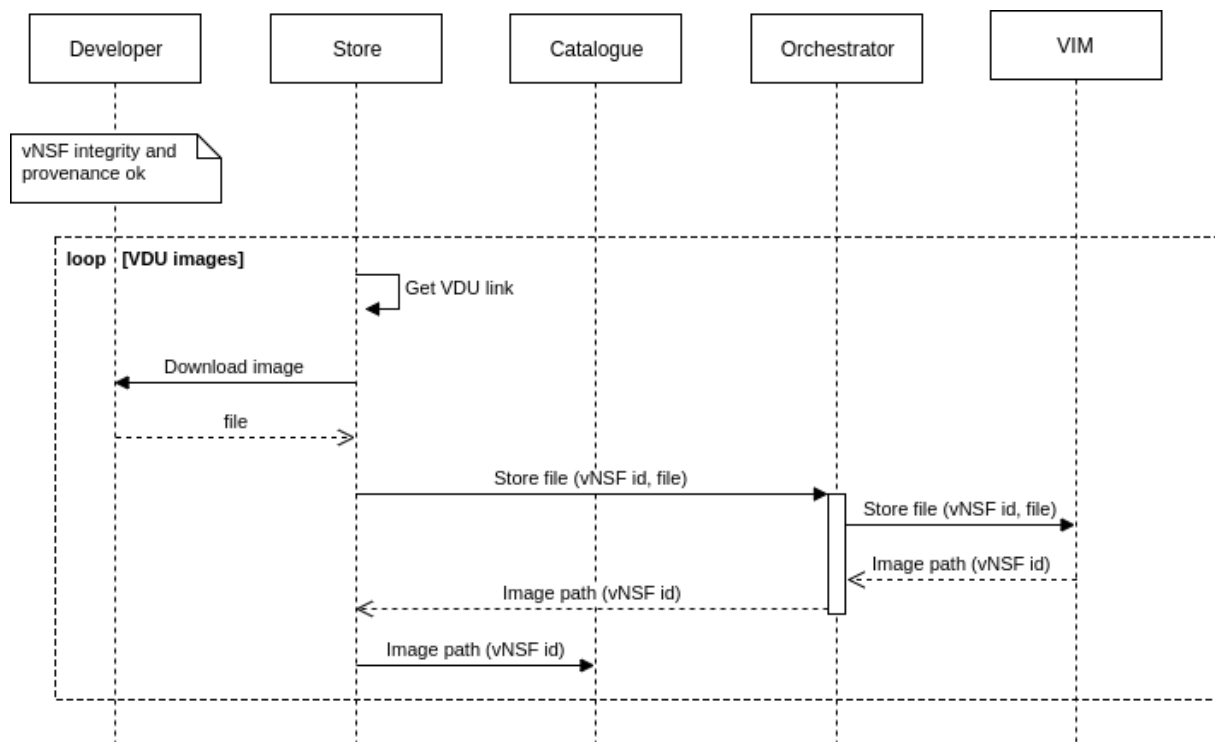 Developer
Store
Catalogue
Orchestrator
VIM
vNSF integrity and
provenance ok
loop [VDU images]
Get VDU link
Download image
file
Store file (vNSF id, file)
Store file (vNSF id, file)
Image path (vNSF id)
Image path (vNSF id)
Image path (vNSF id)